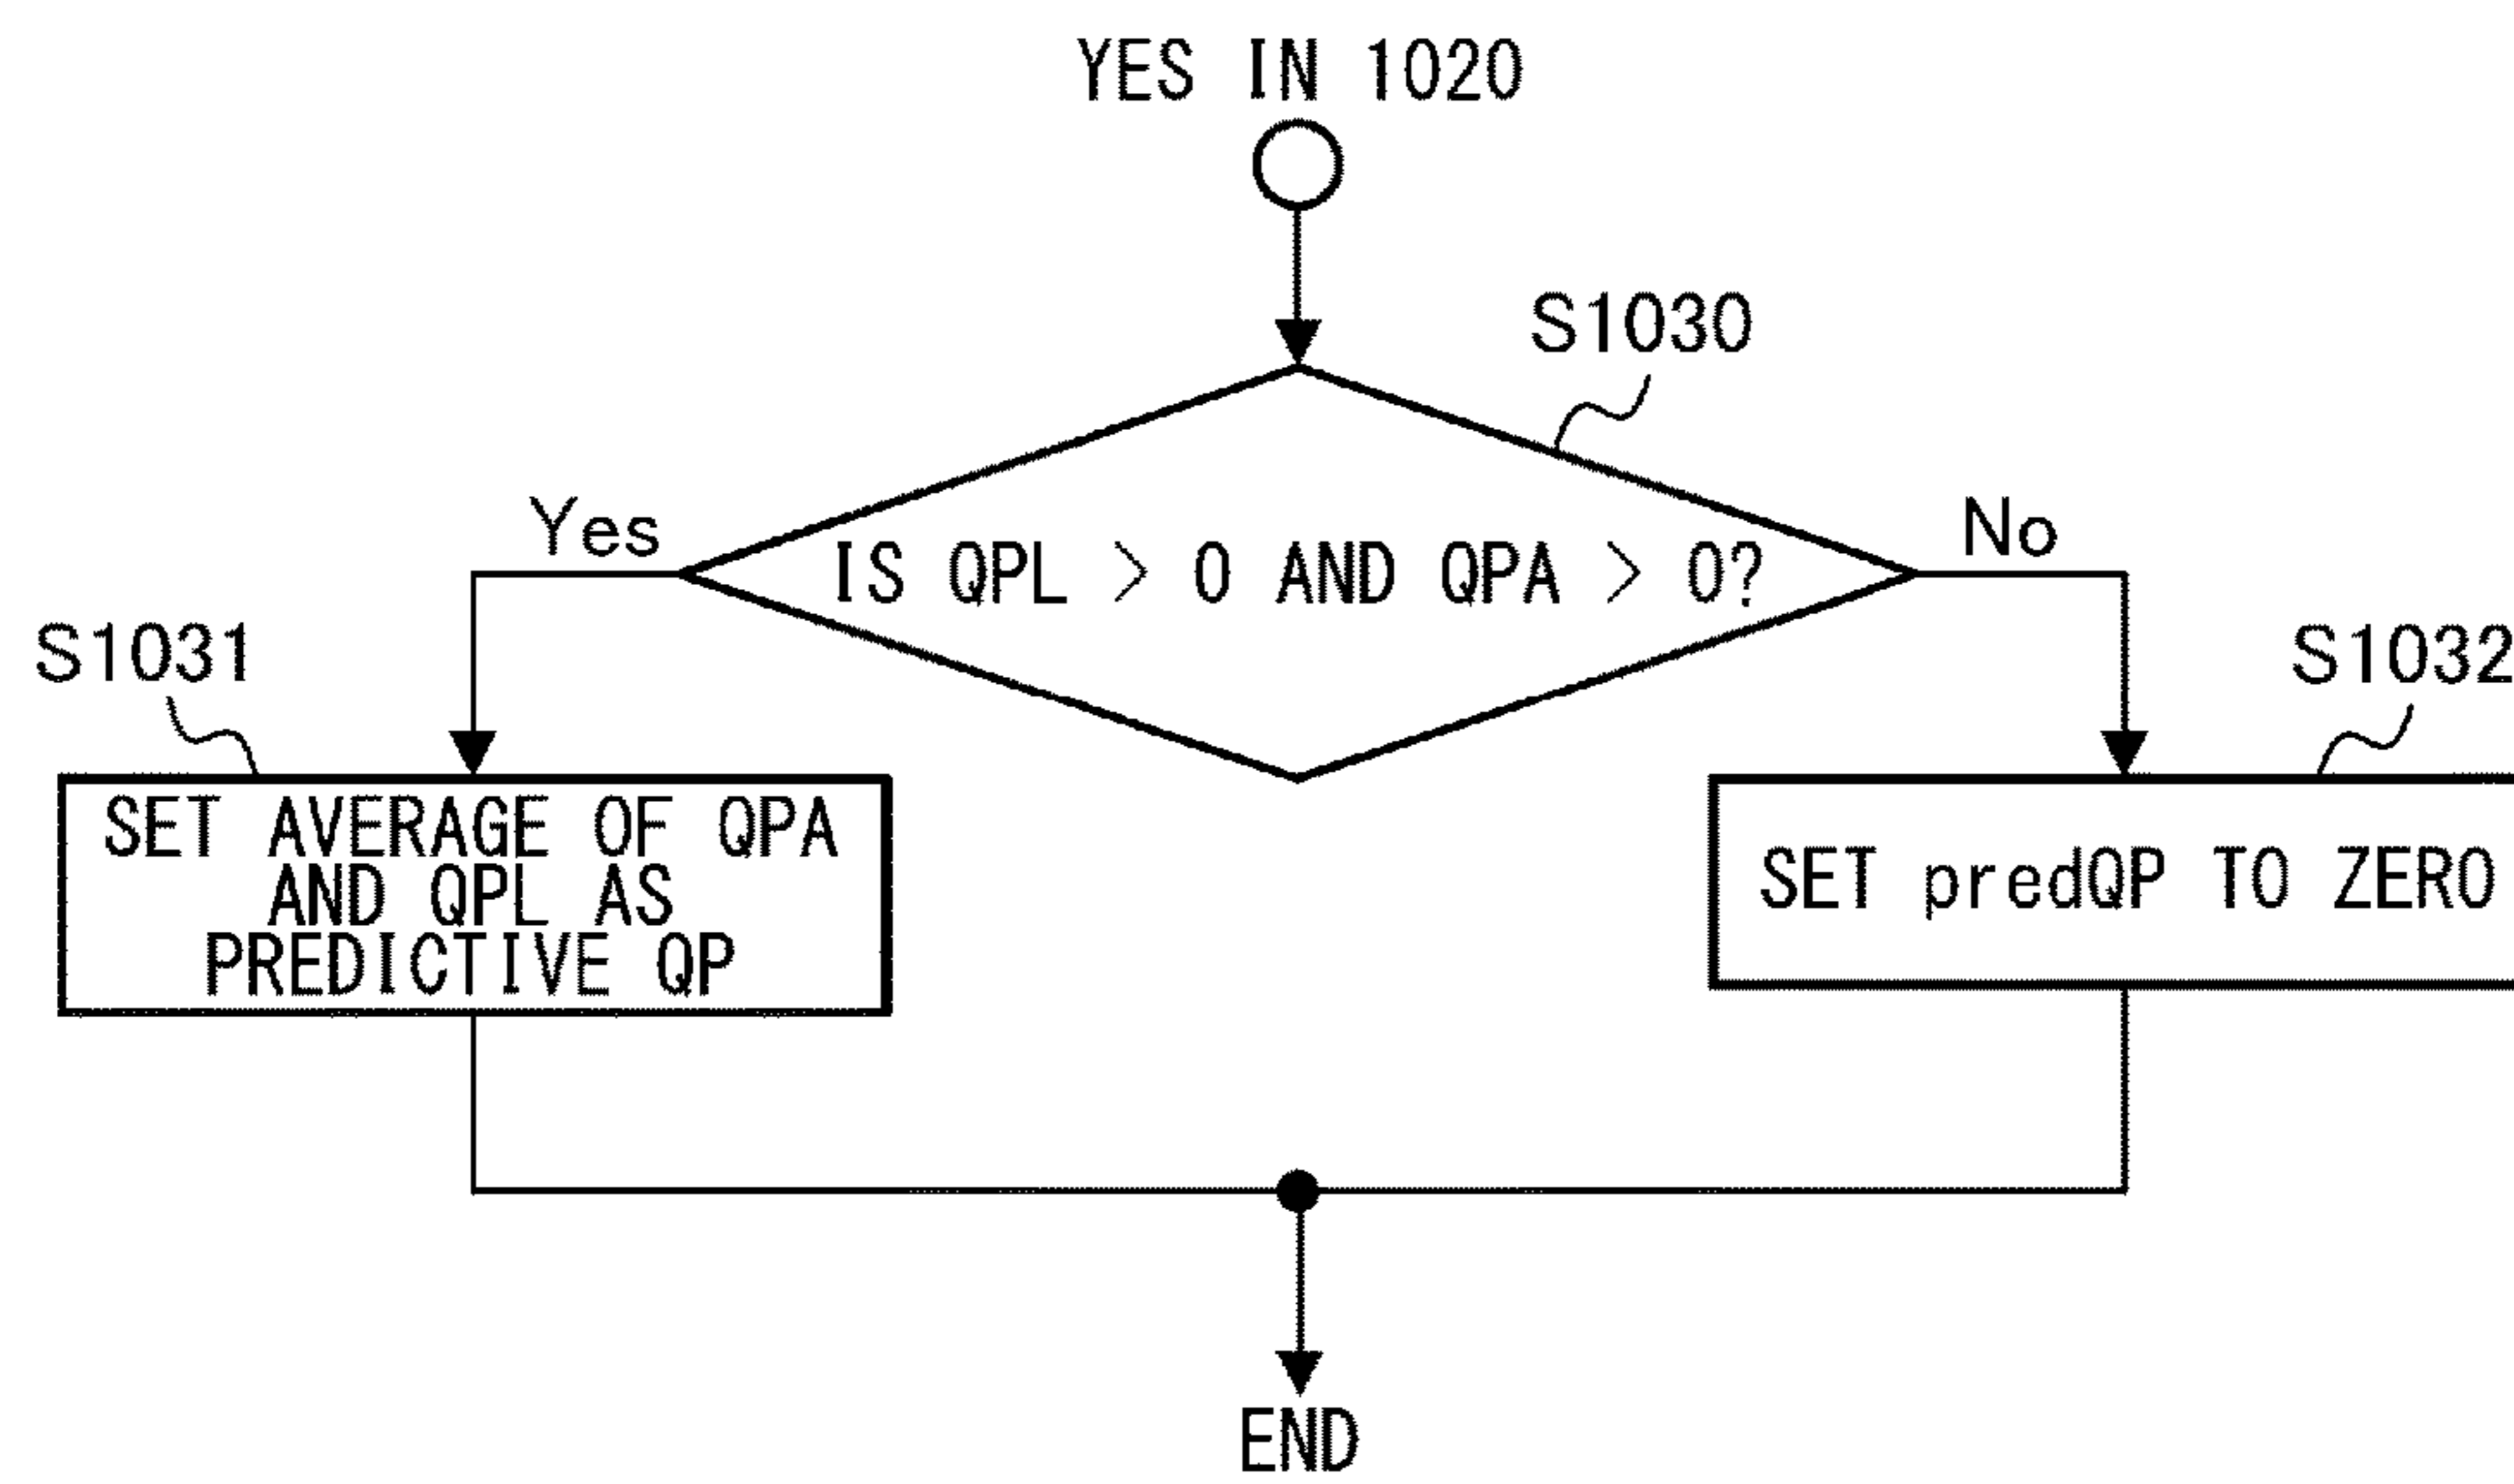 YES IN 1020
S1030
Yes
IS QPL > 0 AND QPA > 0?
No
S1031
S1032
SET AVERAGE OF QPA
AND QPL AS
PREDICTIVE QP
SET predQP TO ZERO
END